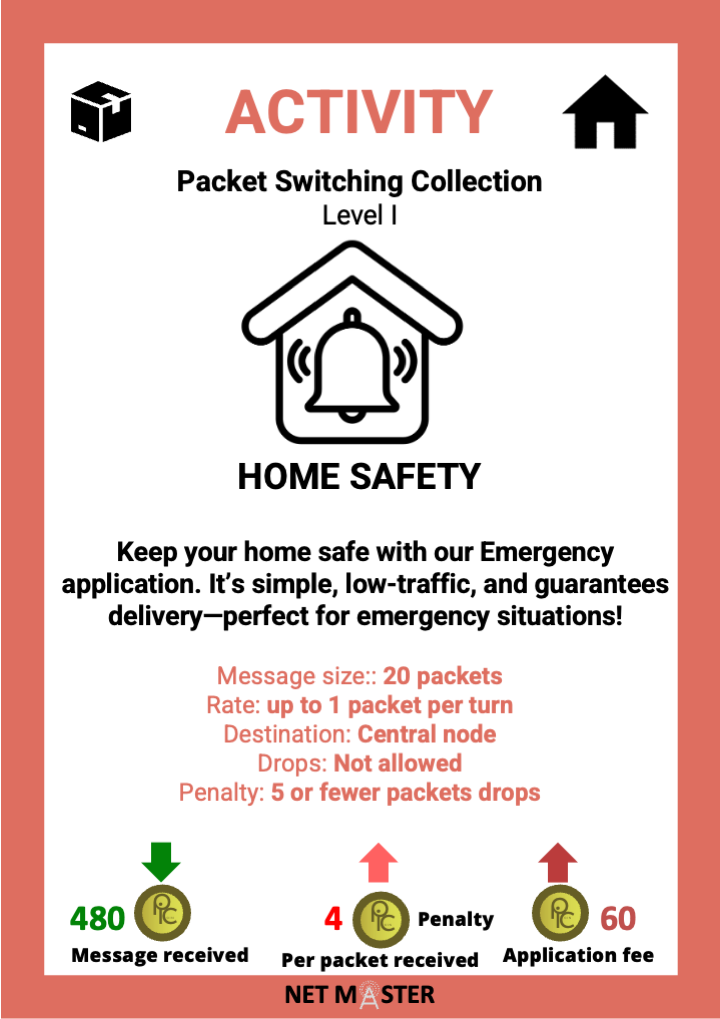 ACTIVITY
Packet Switching Collection
Level I
HOME SAFETY
Keep your home safe with our Emergency
application. It’s simple, low-traffic, and guarantees
delivery—perfect for emergency situations!
Message size:: 20 packets
Rate: up to 1 packet per turn
Destination: Central node
Drops: Not allowed
Penalty: 5 or fewer packets drops
480
Message received
4 Penalty
Per packet received
60
Application fee
NET MASTER